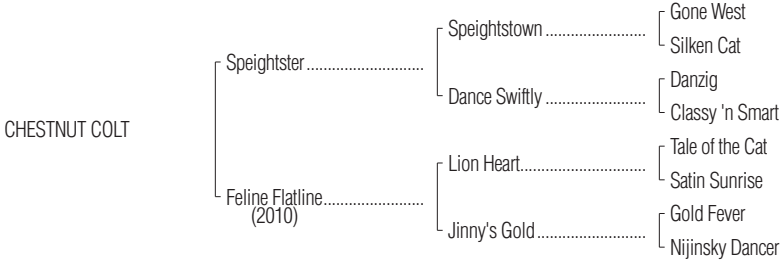 Gone West
Speightstown ........................
Silken Cat
Speightster ...........................
Danzig
Dance Swiftly ........................
Classy 'n Smart
CHESTNUT COLT
Tale of the Cat
Lion Heart..............................
Satin Sunrise
Feline Flatline........................
(2010)
Gold Fever
Jinny's Gold ..........................
Nijinsky Dancer